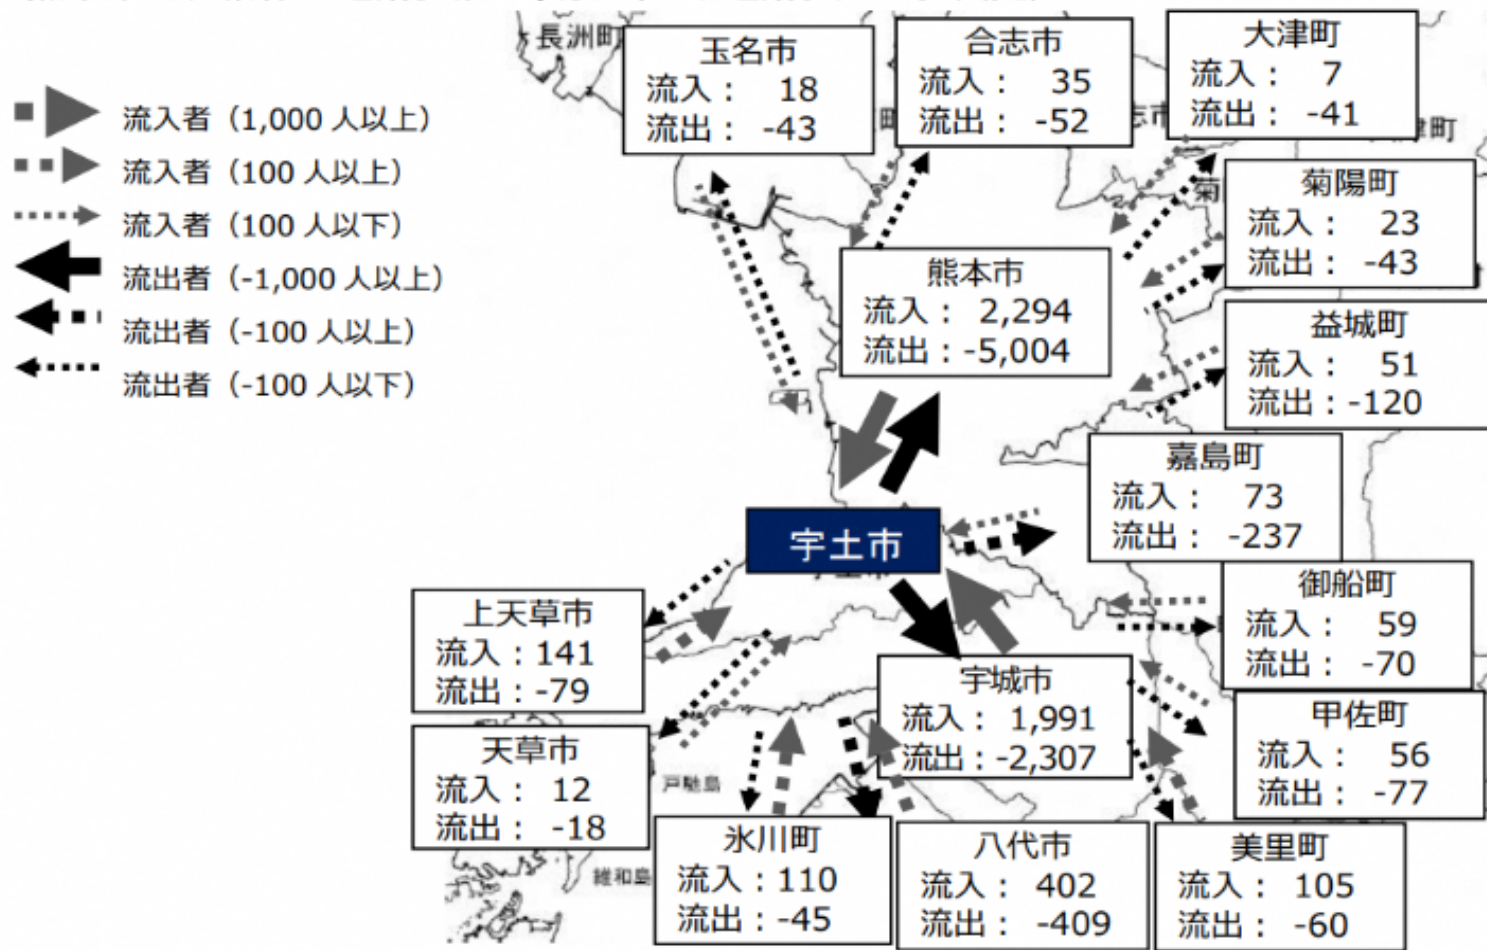 長洲町
玉名市
流入： 18
流出： -43
合志市
流入： 35
流出： -52
大津町
流入： 7
流出： -41
流入者（1,000 人以上）
流入者（100 人以上）
流入者（100 人以下）
流出者（-1,000 人以上）
流出者（-100 人以上）
流出者（-100 人以下）
菊陽町
流入： 23
流出： -43
熊本市
流入： 2,294
流出：-5,004
益城町
流入： 51
流出：-120
嘉島町
流入： 73
流出： -237
宇土市
御船町
流入： 59
流出： -70
上天草市
流入：141
流出：-79
宇城市
流入： 1,991
流出：-2,307
甲佐町
流入： 56
流出： -77
天草市
流入： 12
流出： -18
戸馳島
氷川町
流入：110
流出：-45
八代市
流入： 402
流出： -409
美里町
流入： 105
流出： -60
維和島